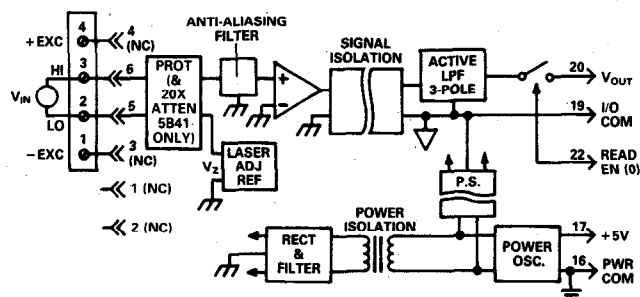 4
+EXC
4
(NC)
3
HI
6
V_IN
2
LO
5
1
−EXC
3
(NC)
1 (NC)
2 (NC)
PROT
(&
20X
ATTEN
5B41
ONLY)
ANTI-ALIASING
FILTER
+
−
V_Z
LASER
ADJ
REF
SIGNAL
ISOLATION
ACTIVE
LPF
3-POLE
20
V_OUT
19
I/O
COM
22
READ
EN (0)
P.S.
POWER
ISOLATION
RECT
&
FILTER
POWER
OSC.
17
+5V
16
PWR
COM